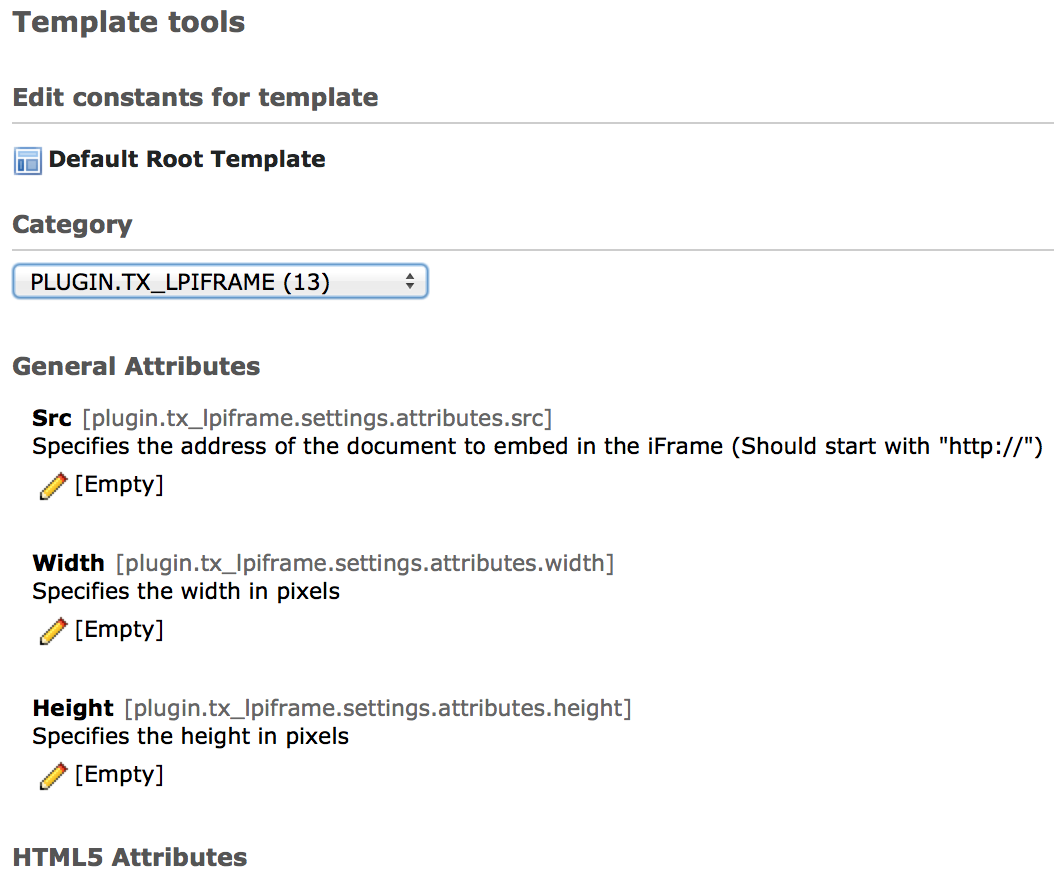 Template tools
Edit constants for template
Default Root Template
Category
PLUGIN.TX_LPIFRAME (13)
General Attributes
Src [plugin.tx_lpiframe.settings.attributes.src]
Specifies the address of the document to embed in the iFrame (Should start with "http://")
[Empty]
Width [plugin.tx_lpiframe.settings.attributes.width]
Specifies the width in pixels
[Empty]
Height [plugin.tx_lpiframe.settings.attributes.height]
Specifies the height in pixels
[Empty]
HTML5 Attributes